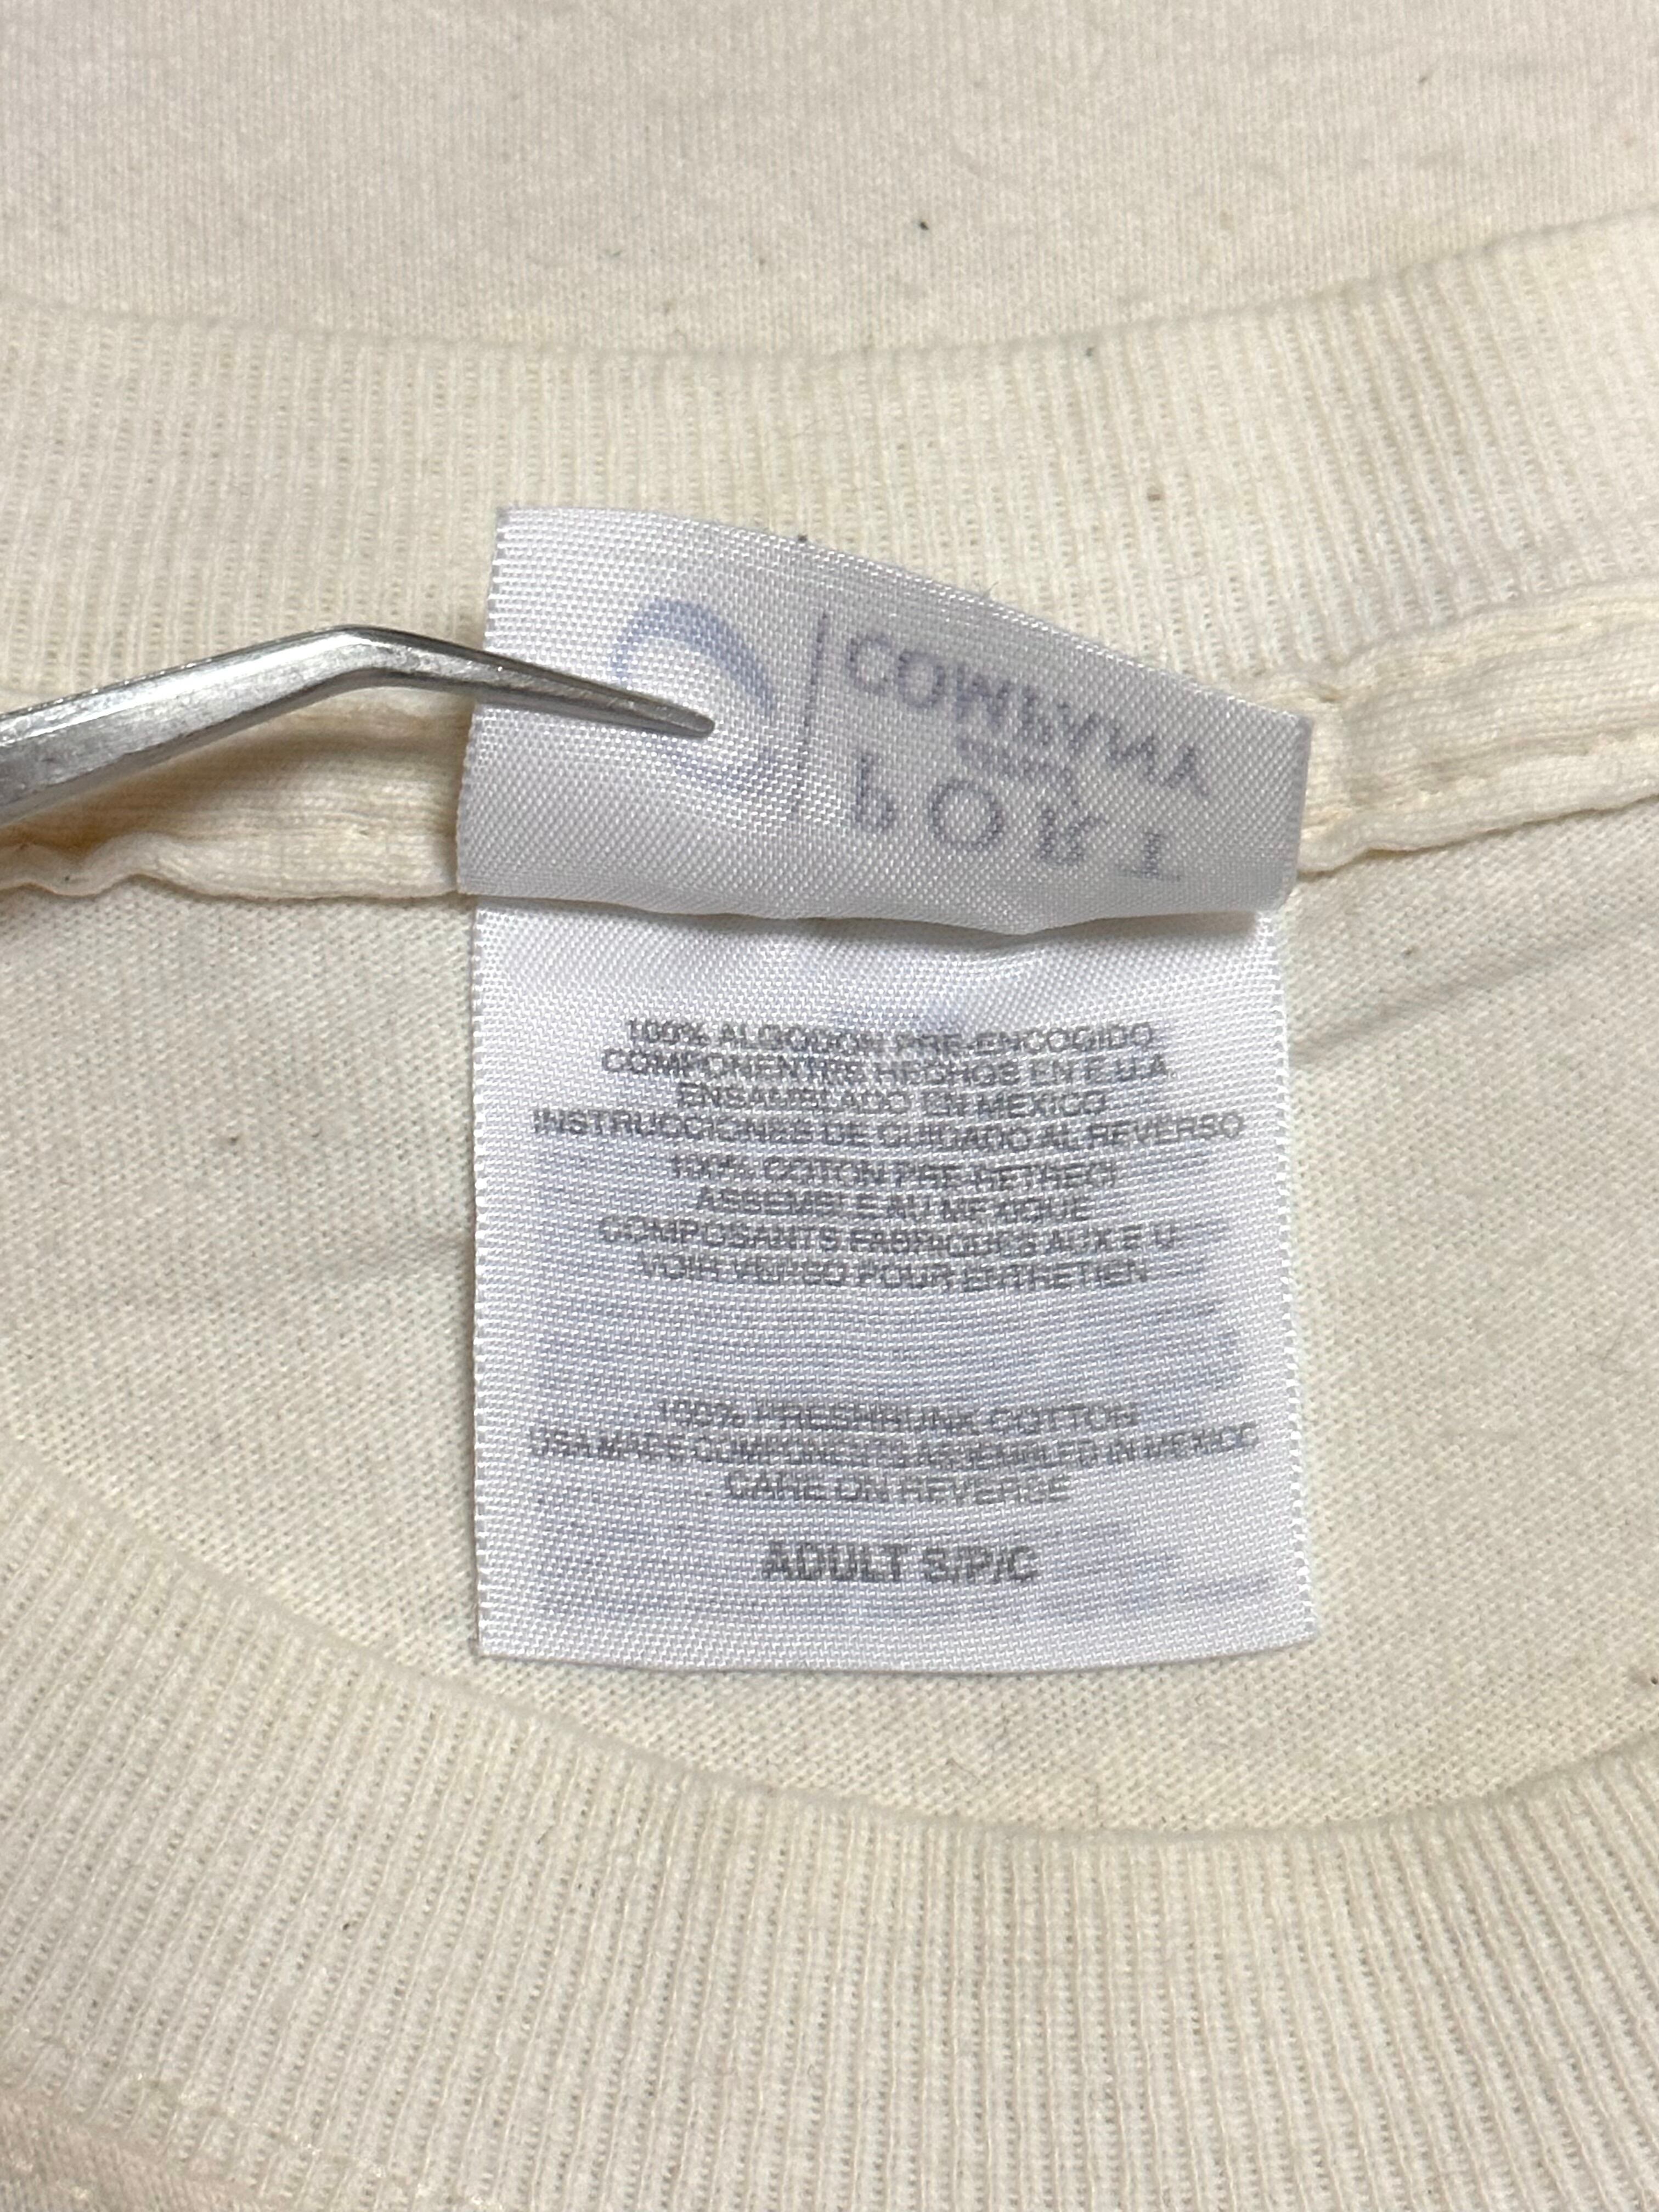 PORT
AND
COMPANY
100% ALGODON PRE-ENCOGIDO
COMPONENTRIS HECHOS EN E.U.A
ENSAMBLADO EN MEXICO
INSTRUCCIONES DE CUIDADO AL REVERSO
100% COTON PRE-RETRECI
ASSEMBLE AU MEXIQUE
COMPOSANTS FABRIQUES AUX E U
VOIR VERSO POUR ENTRETIEN
100% PRESHRUNK COTTON
USA MADE COMPONENTS ASSEMBLED IN MEXICO
CARE ON REVERSE
ADULT S/P/C